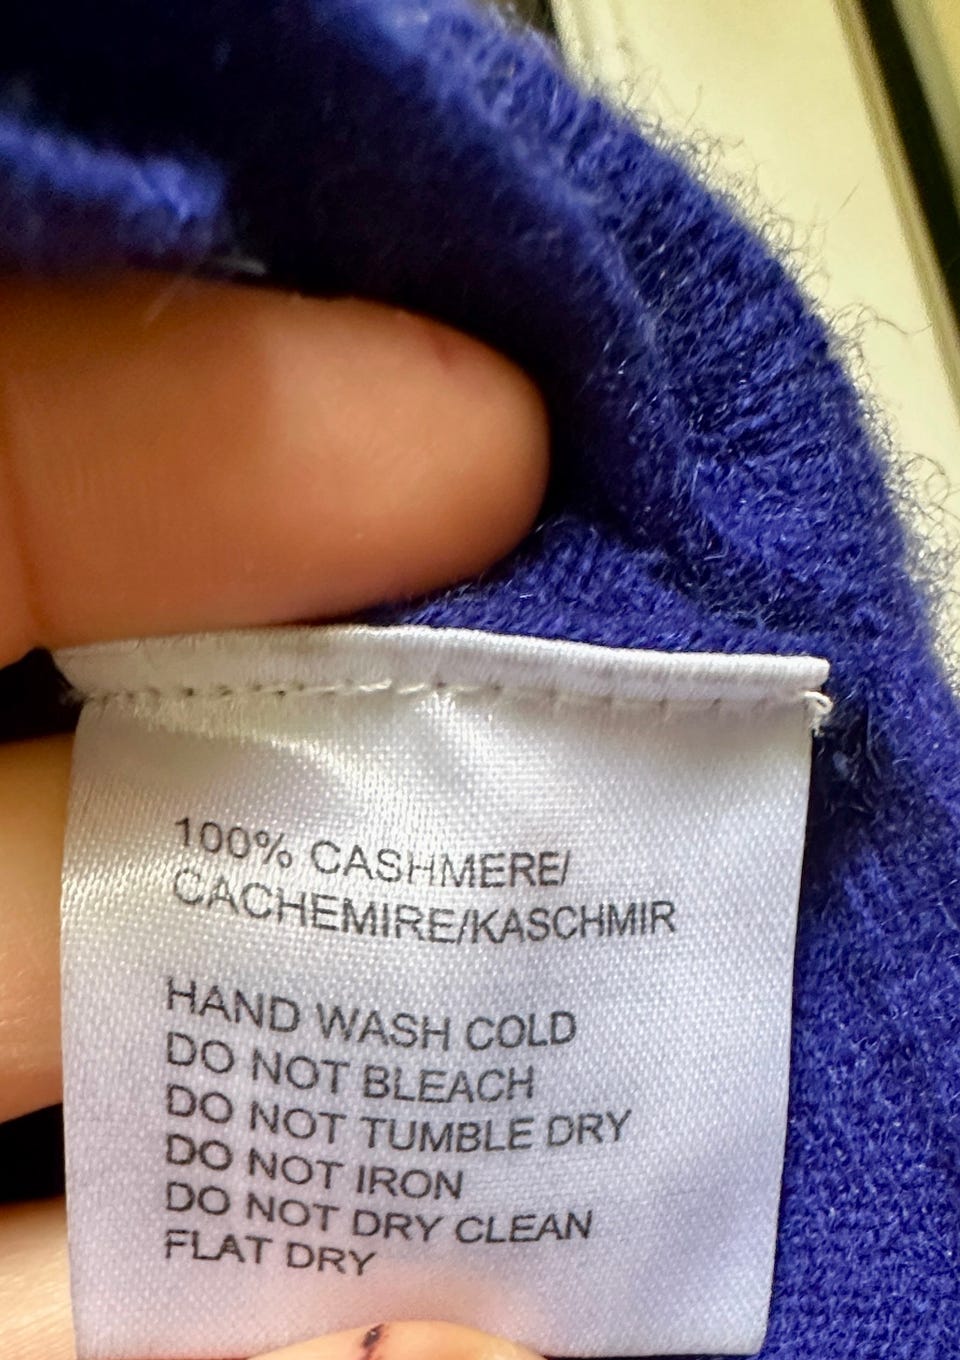 100% CASHMERE/
CACHEMIRE/KASCHMIR
HAND WASH COLD
DO NOT BLEACH
DO NOT TUMBLE DRY
DO NOT IRON
DO NOT DRY CLEAN
FLAT DRY